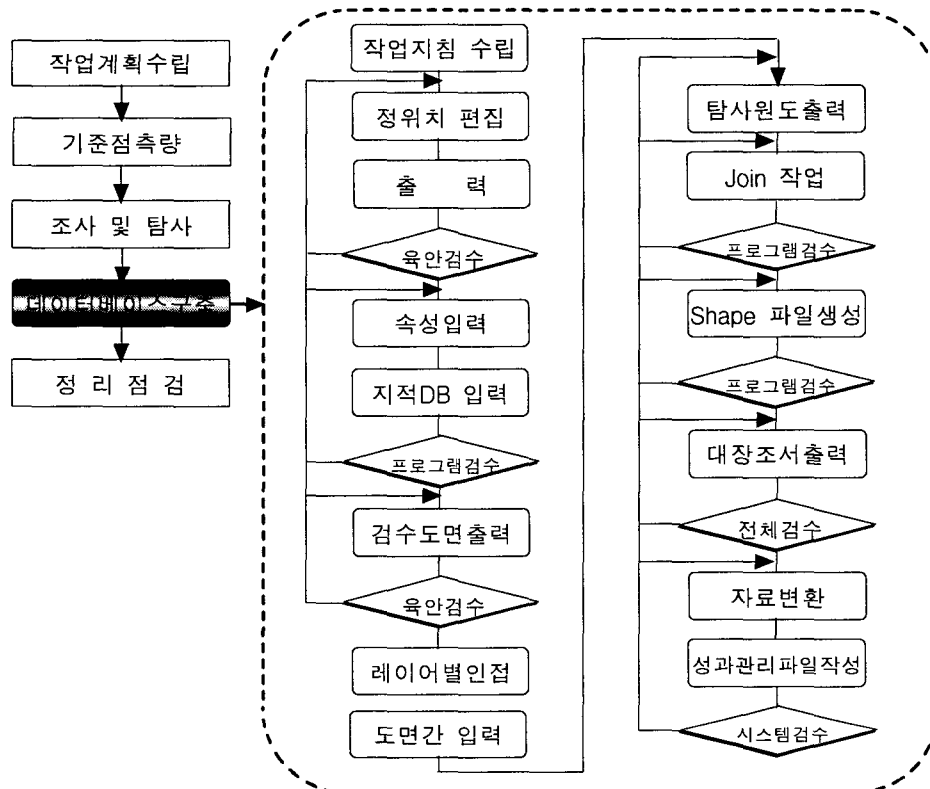 작업계획수립
기준점측량
조사 및 탐사
데이터베이스구축
정 리 점 검
작업지침 수립
정위치 편집
출 력
육안검수
속성입력
지적DB 입력
프로그램검수
검수도면출력
육안검수
레이어별인접
도면간 입력
탐사원도출력
Join 작업
프로그램검수
Shape 파일생성
프로그램검수
대장조서출력
전체검수
자료변환
성과관리파일작성
시스템검수